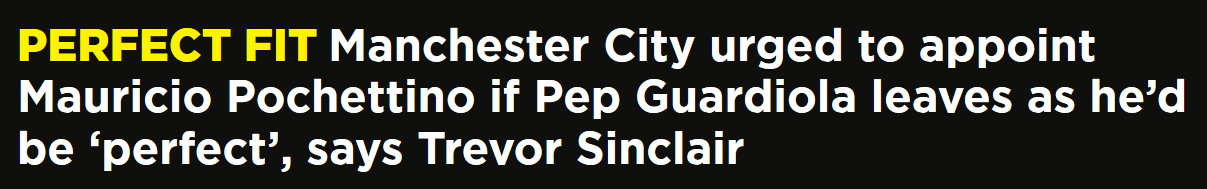 PERFECT FIT Manchester City urged to appoint
Mauricio Pochettino if Pep Guardiola leaves as he’d
be ‘perfect’, says Trevor Sinclair